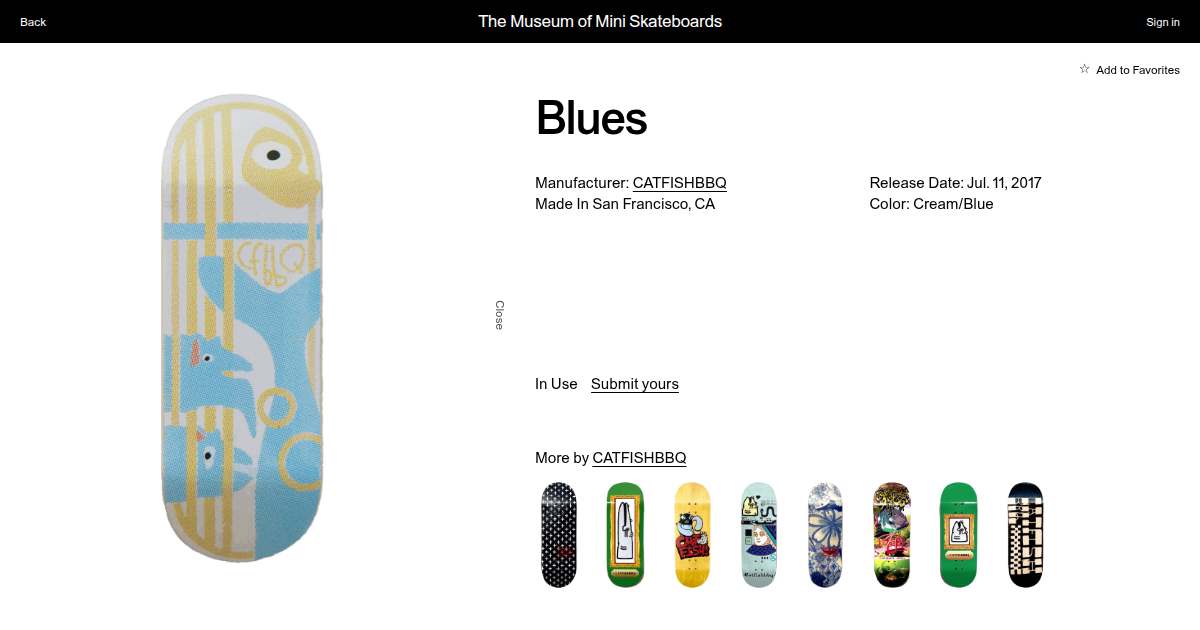 Back
The Museum of Mini Skateboards
Sign in
☆ Add to Favorites
Blues
Manufacturer: CATFISHBBQ
Made In San Francisco, CA
Release Date: Jul. 11, 2017
Color: Cream/Blue
CfbbQ
Close
In Use Submit yours
More by CATFISHBBQ